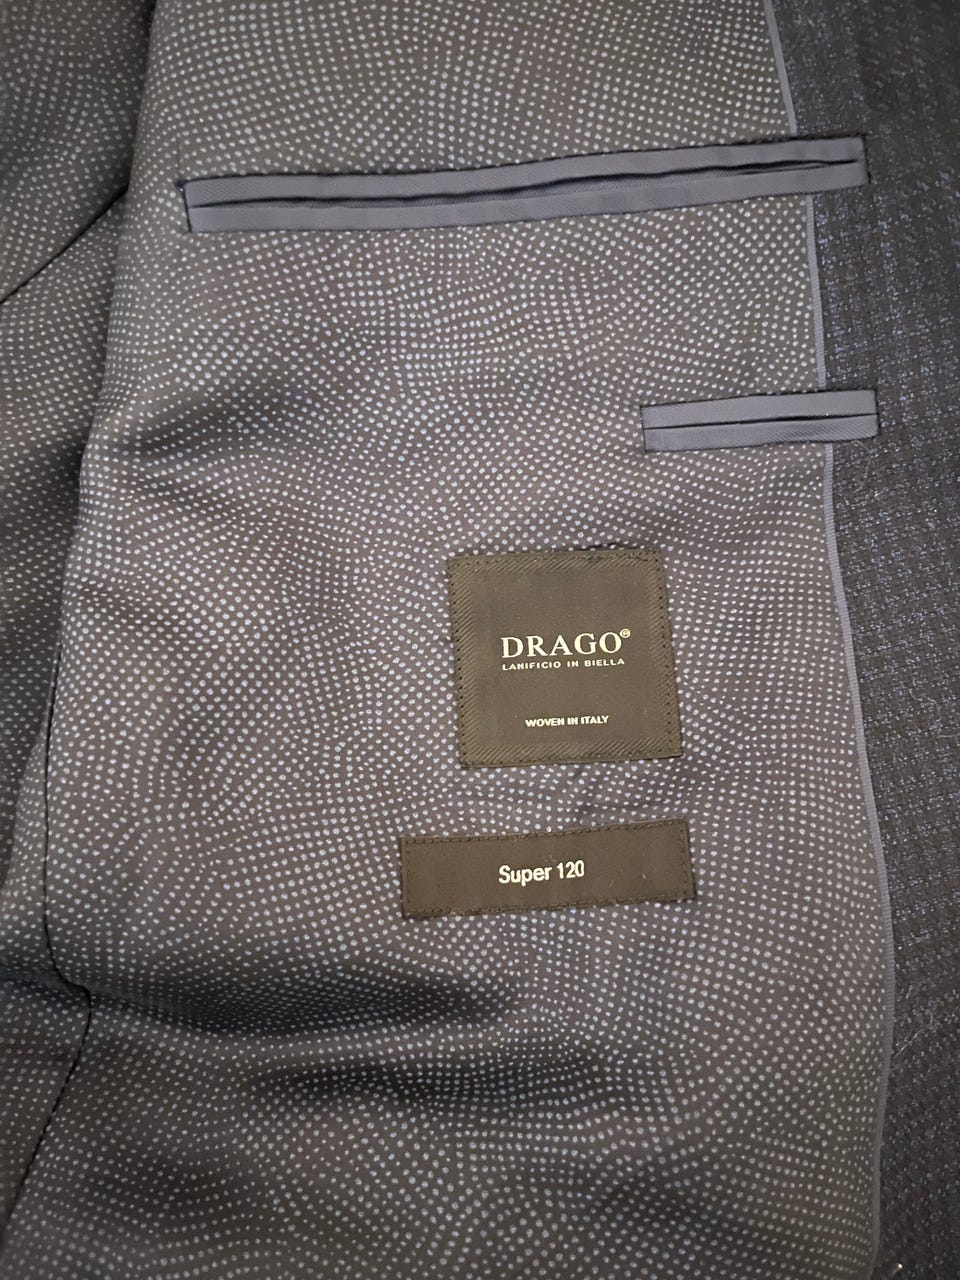 DRAGO©
LANIFICIO IN BIELLA
WOVEN IN ITALY
Super 120